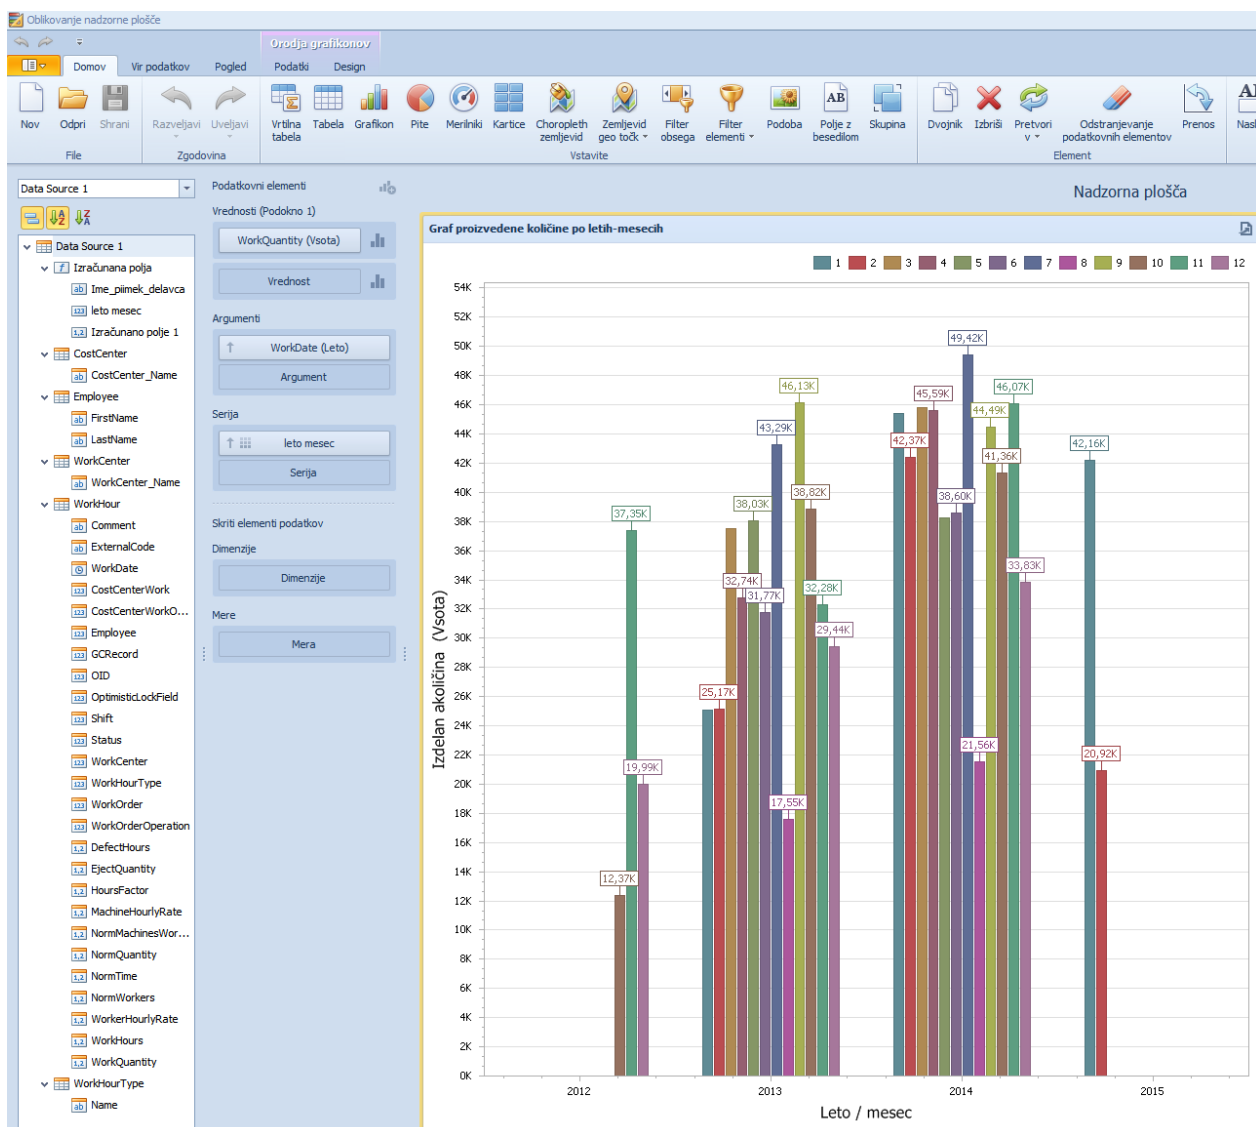 Oblikovanje nadzorne plošče
Orodja grafikonov
Domov Vir podatkov Pogled Podatki Design
Nov Odpri Shrani Razveljavi Uveljavi Vrtilna tabela Tabela Grafikon Pite Merilniki Kartice Choropleth zemljevid Zemljevid geo točk Filter obsega Filter elementi Podoba Polje z besedilom Skupina Dvojnik Izbriši Pretvori v Odstranjevanje podatkovnih elementov Prenos
File Zgodovina Vstavite Element
Data Source 1
Data Source 1
Izračunana polja
Ime_piimek_delavca
leto mesec
Izračunano polje 1
CostCenter
CostCenter_Name
Employee
FirstName
LastName
WorkCenter
WorkCenter_Name
WorkHour
Comment
ExternalCode
WorkDate
CostCenterWork
CostCenterWorkO...
Employee
GCRecord
OID
OptimisticLockField
Shift
Status
WorkCenter
WorkHourType
WorkOrder
WorkOrderOperation
DefectHours
EjectQuantity
HoursFactor
MachineHourlyRate
NormMachinesWor...
NormQuantity
NormTime
NormWorkers
WorkerHourlyRate
WorkHours
WorkQuantity
WorkHourType
Name
Podatkovni elementi
Vrednosti (Podokno 1)
WorkQuantity (Vsota)
Vrednost
Argumenti
WorkDate (Leto)
Argument
Serija
leto mesec
Serija
Skriti elementi podatkov
Dimenzije
Dimenzije
Mere
Mera
Nadzorna plošča
Graf proizvedene količine po letih-mesecih
1 2 3 4 5 6 7 8 9 10 11 12
54K
52K
50K
48K
46K
44K
42K
40K
38K
36K
34K
32K
30K
28K
26K
24K
22K
20K
18K
16K
14K
12K
10K
8K
6K
4K
2K
0K
Izdelan akoličina (Vsota)
12,37K
37,35K
19,99K
25,17K
32,74K
38,03K
31,77K
43,29K
17,55K
46,13K
38,82K
32,28K
29,44K
42,37K
45,59K
38,60K
49,42K
21,56K
44,49K
41,36K
46,07K
33,83K
42,16K
20,92K
2012 2013 2014 2015
Leto / mesec